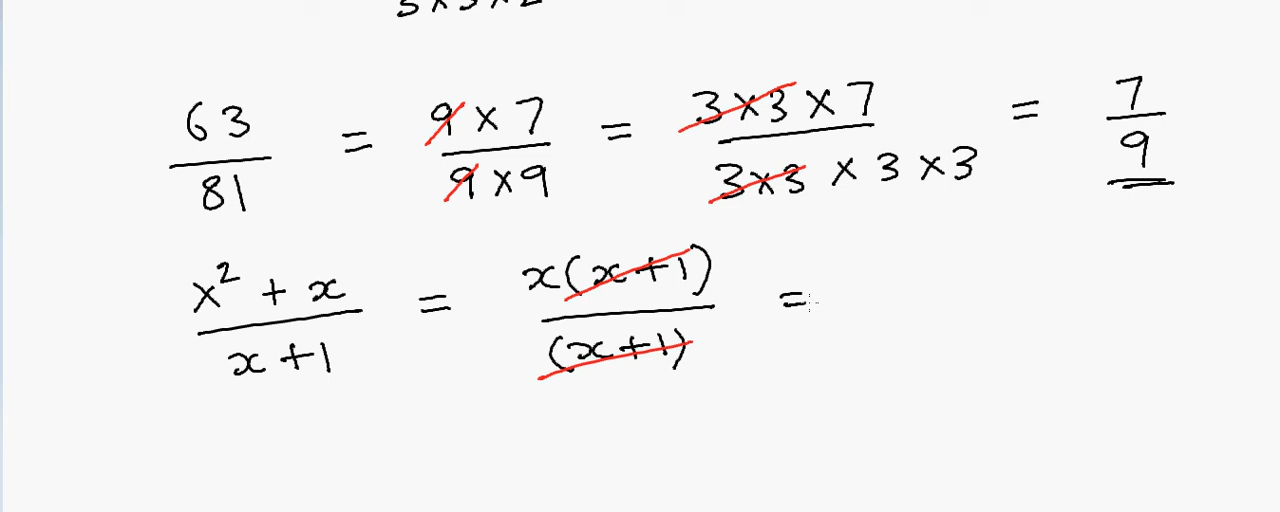 63/81 = 9 × 7/9 × 9 = 3 × 3 × 7/3 × 3 × 3 × 3 = 7/9
x² + x/x + 1 = x(x + 1)/(x + 1) =